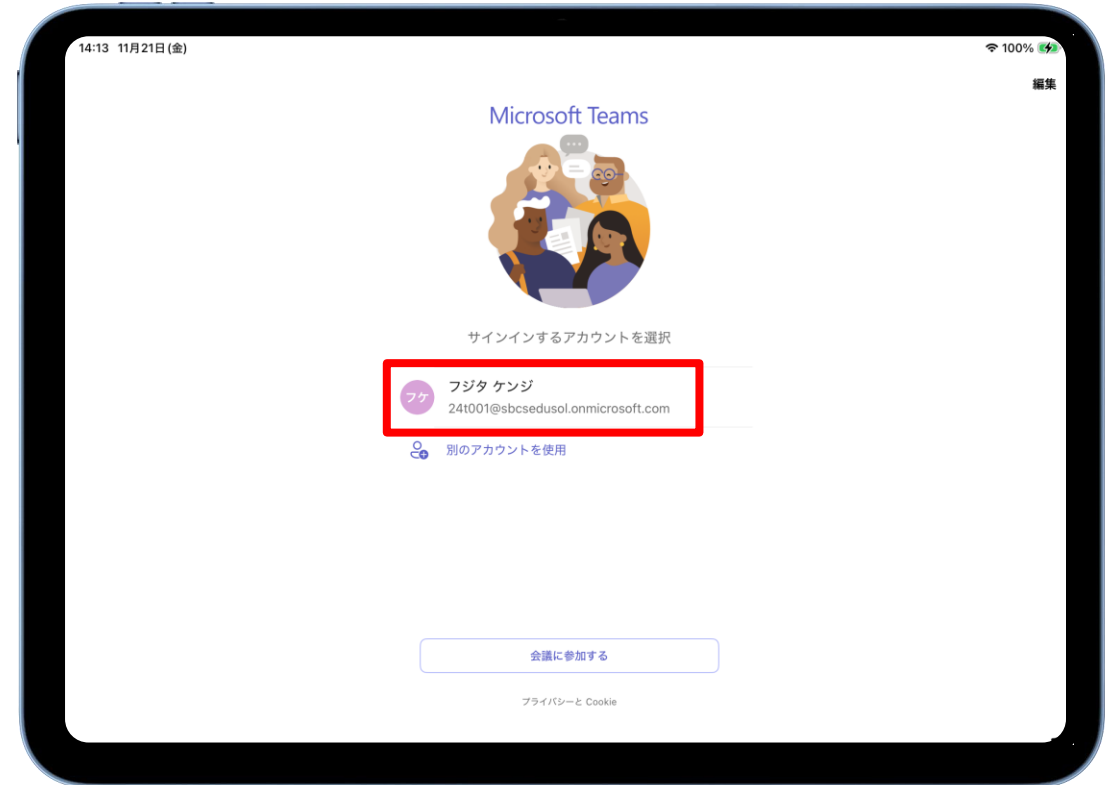 14:13 11月21日(金)
100%
編集
Microsoft Teams
サインインするアカウントを選択
フケ
フジタ ケンジ
24t001@sbcsedusol.onmicrosoft.com
別のアカウントを使用
会議に参加する
プライバシーと Cookie